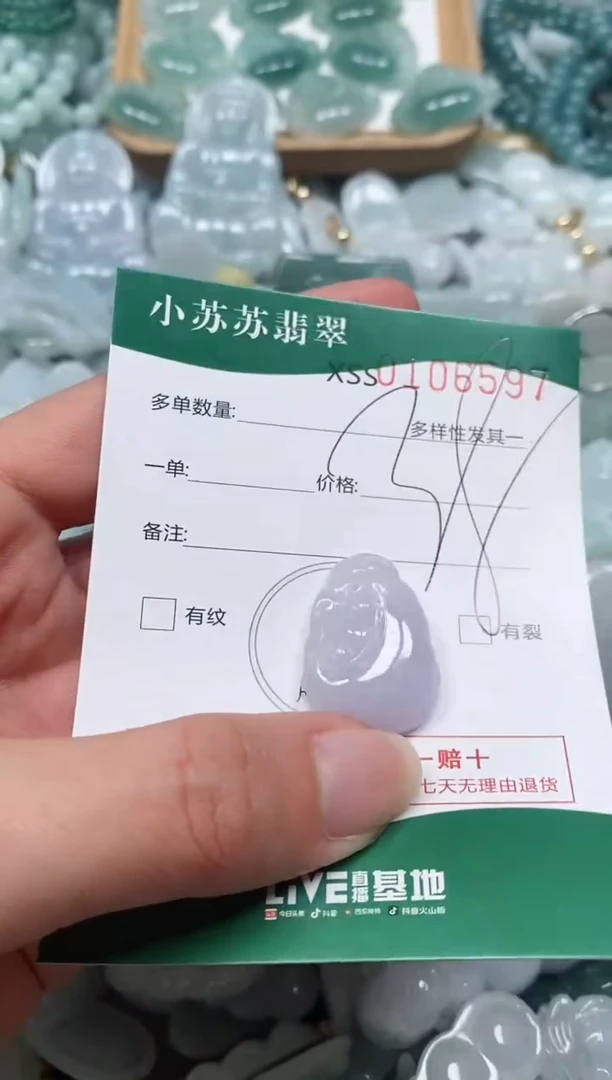 小苏苏翡翠
XSS0106597
多单数量:
多样性发其一
一单:
价格:
备注:
有纹
有裂
一赔十
七天无理由退货
LIVE直播基地
今日头条 抖音 西瓜视频 抖音火山版